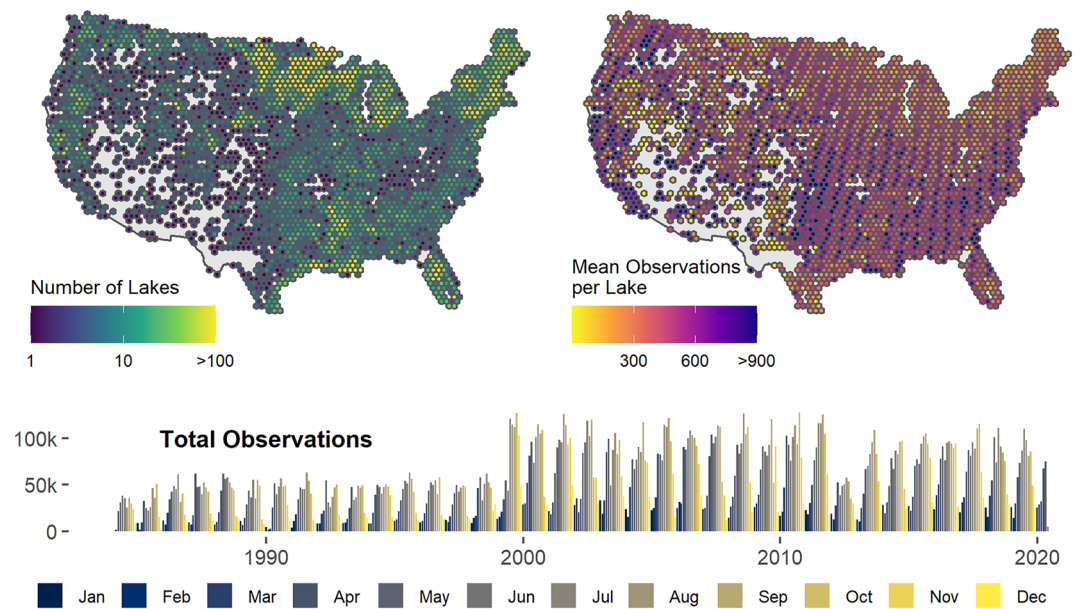 Number of Lakes
1 10 >100
Mean Observations
per Lake
300 600 >900
Total Observations
100k
50k
0
1990 2000 2010 2020
Jan Feb Mar Apr May Jun Jul Aug Sep Oct Nov Dec